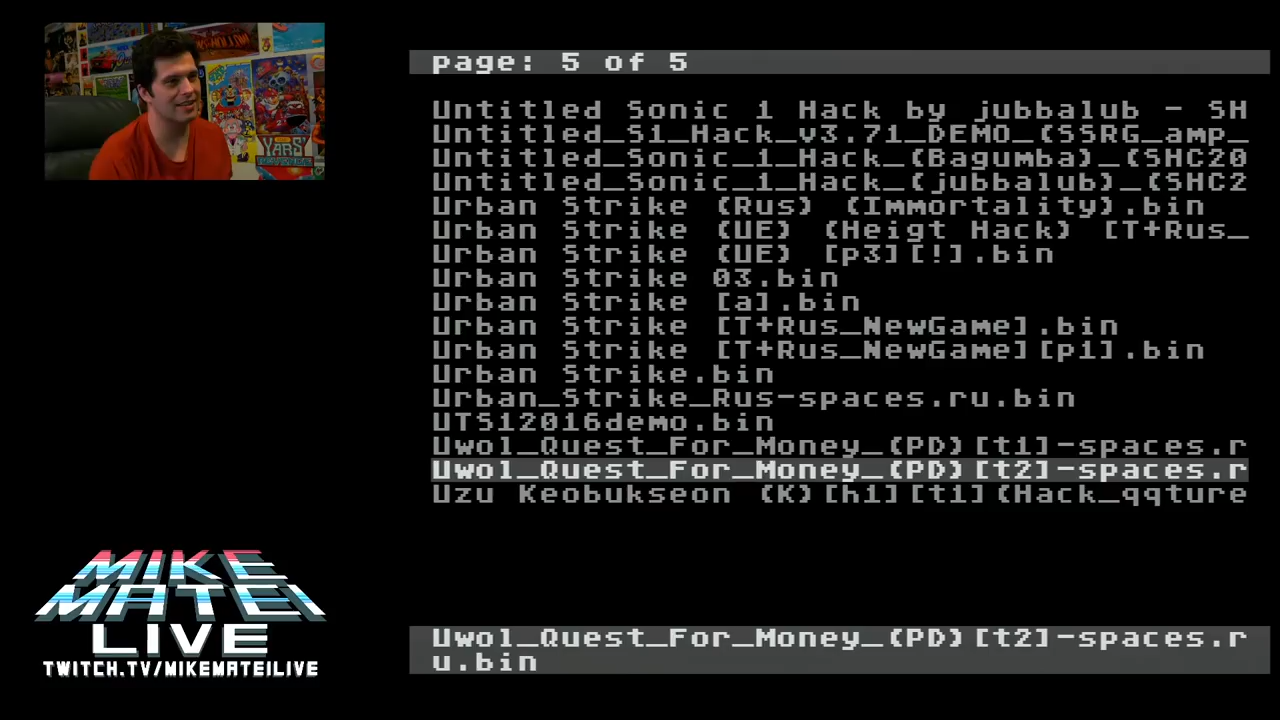 page: 5 of 5
Untitled Sonic 1 Hack by jubbalub - SH
Untitled_S1_Hack_v3.71_DEMO_(SSRG_amp_
Untitled_Sonic_1_Hack_(Bagumba)_(SHC20
Untitled_Sonic_1_Hack_(jubbalub)_(SHC2
Urban Strike (Rus) (Immortality).bin
Urban Strike (UE) (Heigt Hack) [T+Rus_
Urban Strike (UE) [p3][!].bin
Urban Strike 03.bin
Urban Strike [a].bin
Urban Strike [T+Rus_NewGame].bin
Urban Strike [T+Rus_NewGame][p1].bin
Urban Strike.bin
Urban_Strike_Rus-spaces.ru.bin
UTS12016demo.bin
Uwol_Quest_For_Money_(PD)[t1]-spaces.r
Uwol_Quest_For_Money_(PD)[t2]-spaces.r
Uzu Keobukseon (K)[h1][t1](Hack_qqture
Uwol_Quest_For_Money_(PD)[t2]-spaces.r
u.bin
YARS'
MIKE
MATEI
LIVE
TWITCH.TV/MIKEMATEILIVE